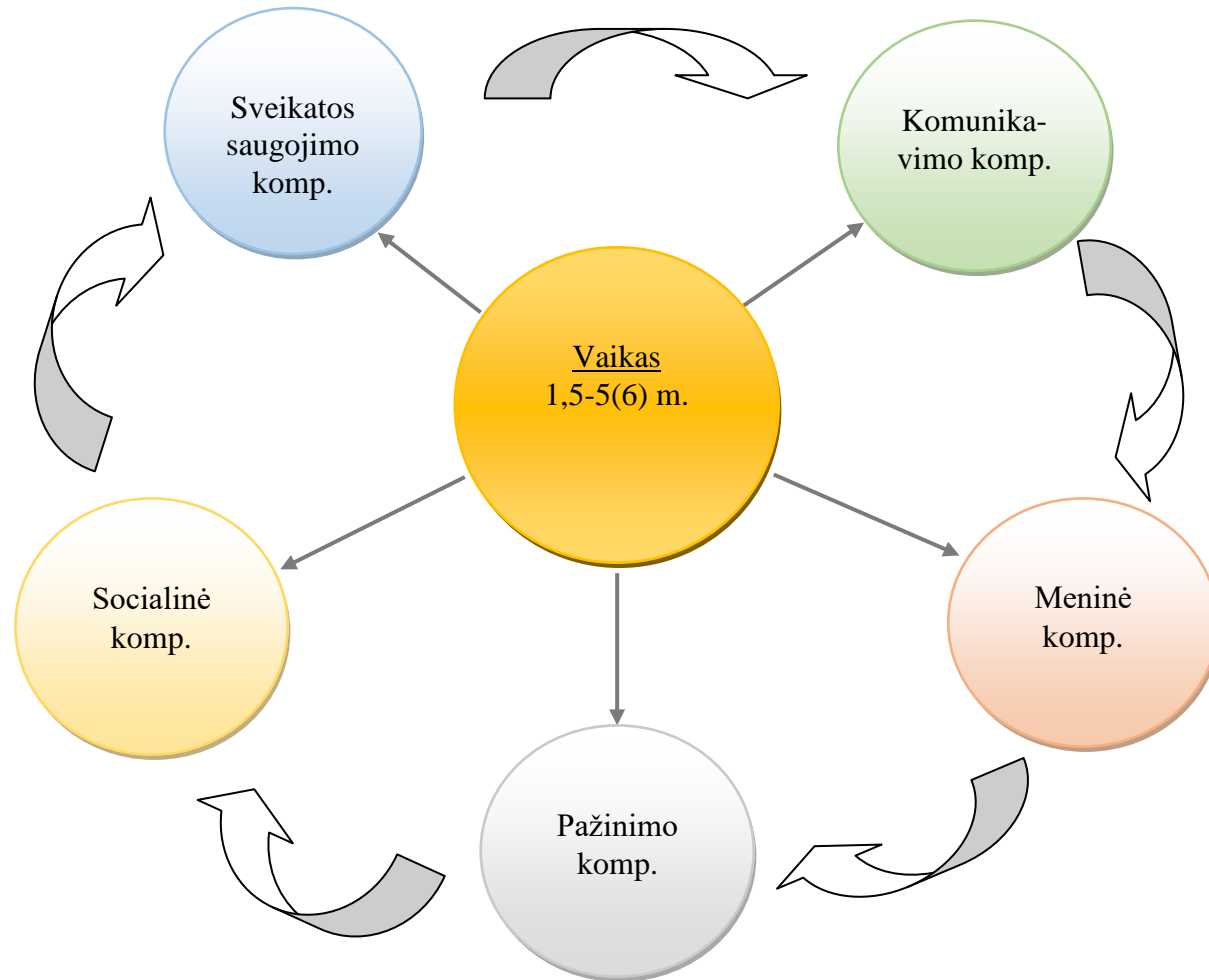 Sveikatos
saugojimo
komp.
Komunika-
vimo komp.
Vaikas
1,5-5(6) m.
Socialinė
komp.
Meninė
komp.
Pažinimo
komp.